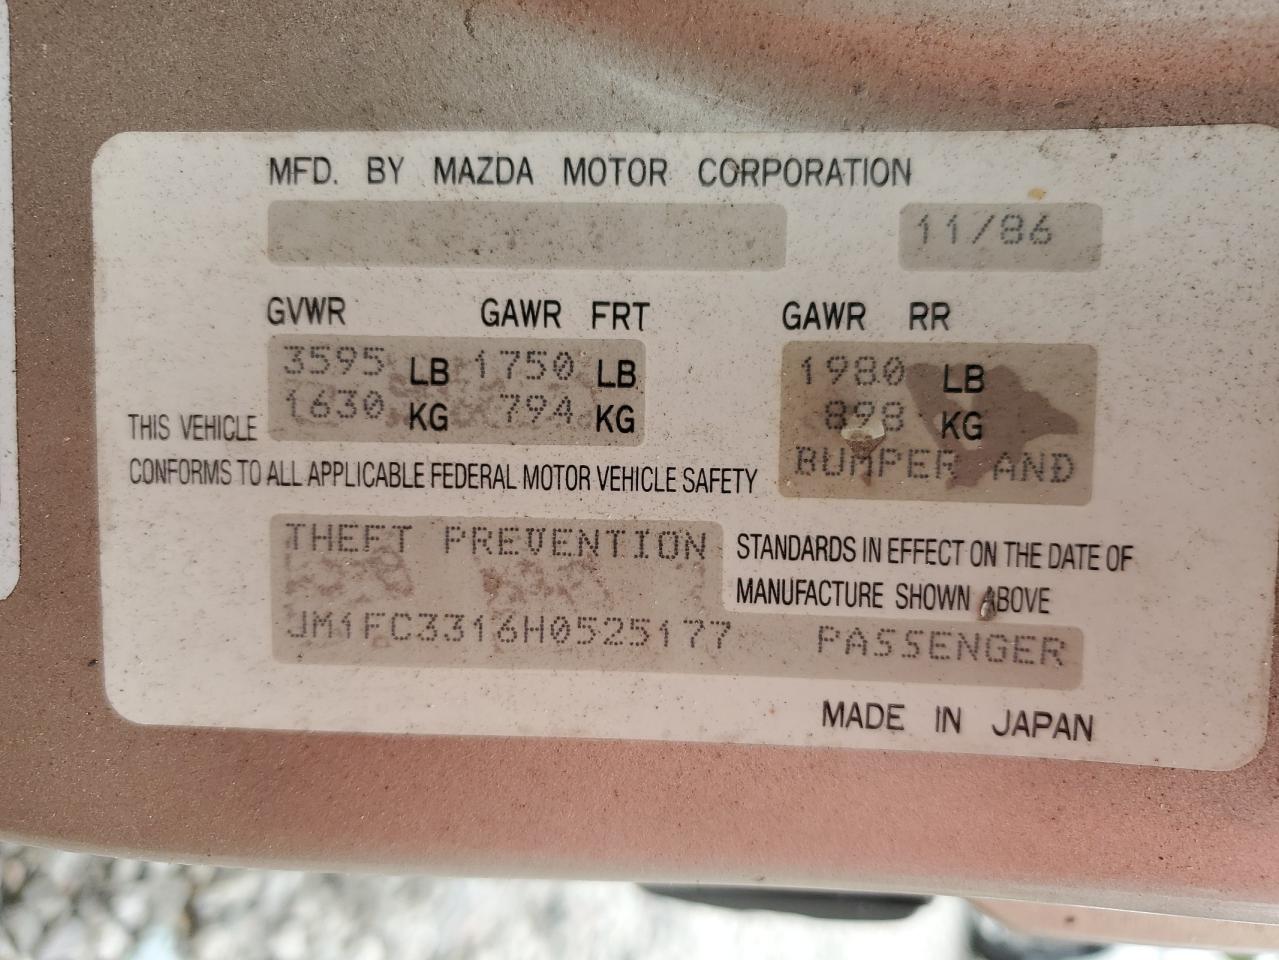 MFD. BY MAZDA MOTOR CORPORATION
11/86
GVWR GAWR FRT GAWR RR
3595 LB 1750 LB 1980 LB
1630 KG 794 KG 898 KG
THIS VEHICLE BUMPER AND
CONFORMS TO ALL APPLICABLE FEDERAL MOTOR VEHICLE SAFETY
THEFT PREVENTION STANDARDS IN EFFECT ON THE DATE OF
MANUFACTURE SHOWN ABOVE
JM1FC3316H0525177 PASSENGER
MADE IN JAPAN